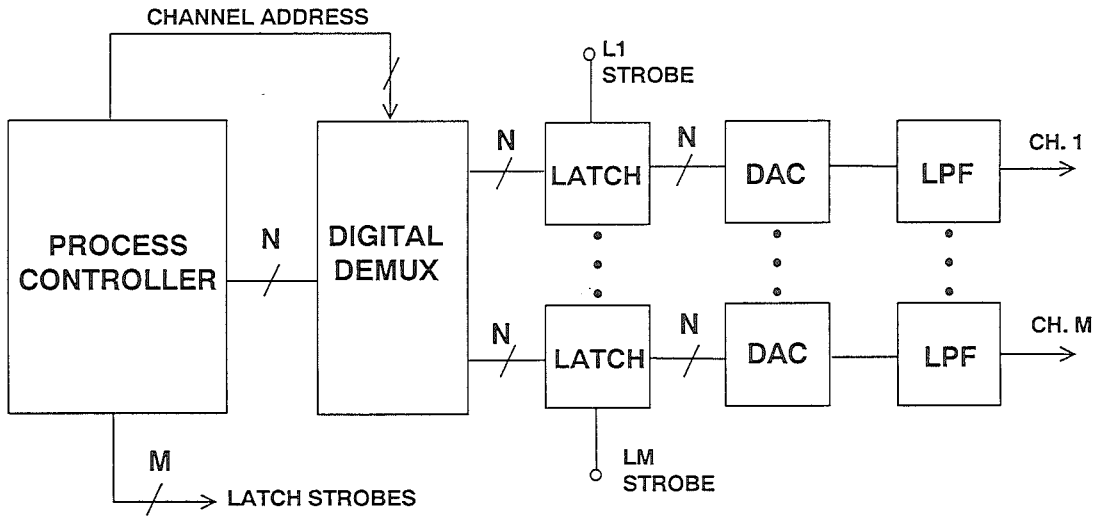 CHANNEL ADDRESS
L1
STROBE
N
N
CH. 1
LATCH
DAC
LPF
PROCESS
CONTROLLER
N
DIGITAL
DEMUX
N
N
CH. M
LATCH
DAC
LPF
M
LATCH STROBES
LM
STROBE